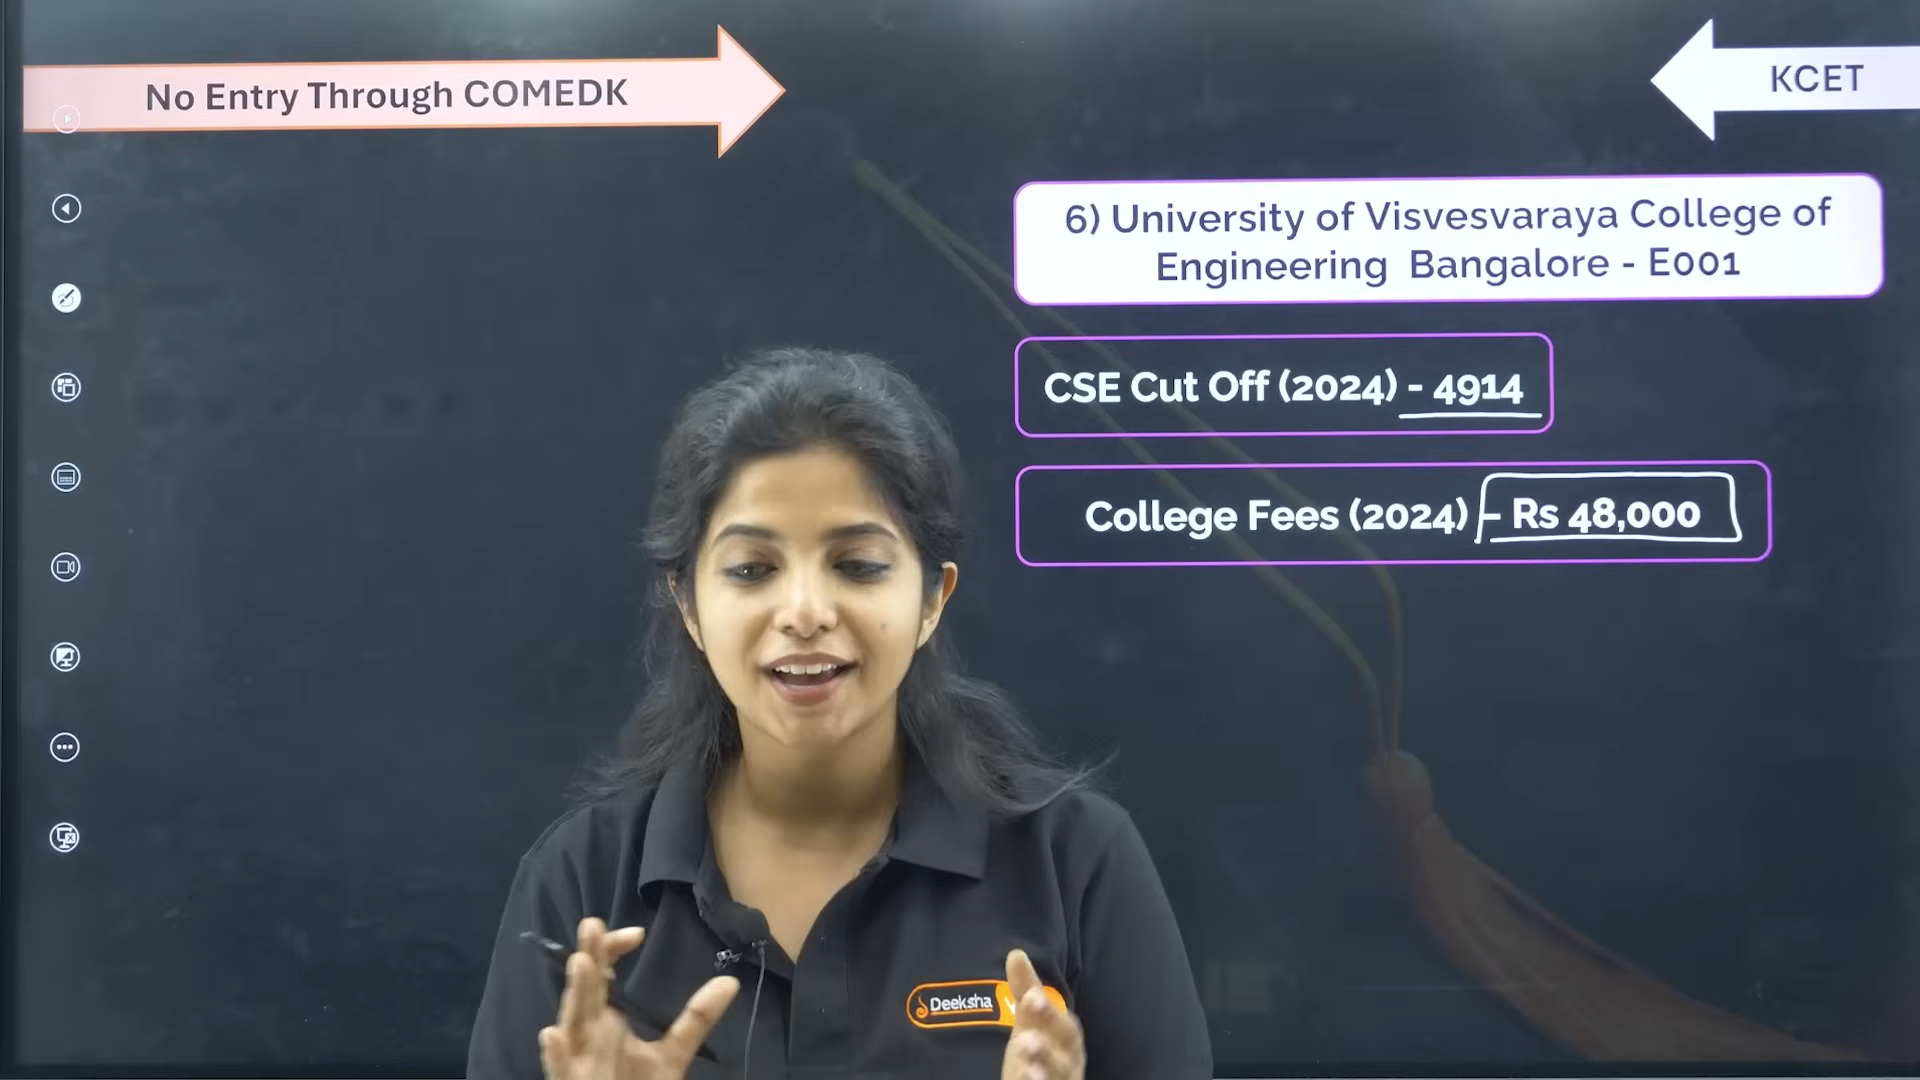 No Entry Through COMEDK
KCET
6) University of Visvesvaraya College of
Engineering Bangalore - E001
CSE Cut Off (2024) - 4914
College Fees (2024) - Rs 48,000
Deeksha